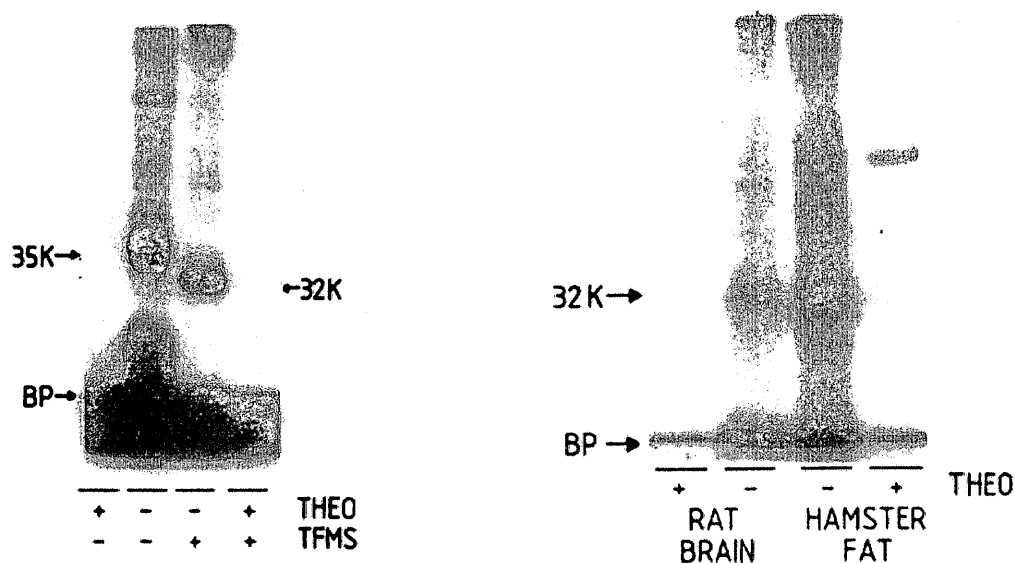 35K
32K
BP
+ - - + THEO
- - + + TFMS
32K
BP
+ - - + THEO
RAT BRAIN
HAMSTER FAT